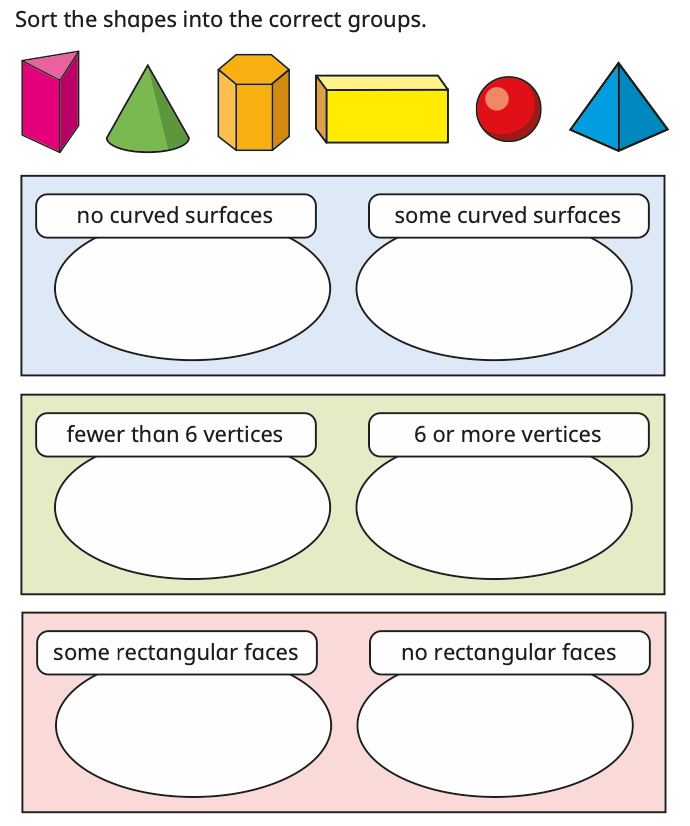 Sort the shapes into the correct groups.
no curved surfaces
some curved surfaces
fewer than 6 vertices
6 or more vertices
some rectangular faces
no rectangular faces